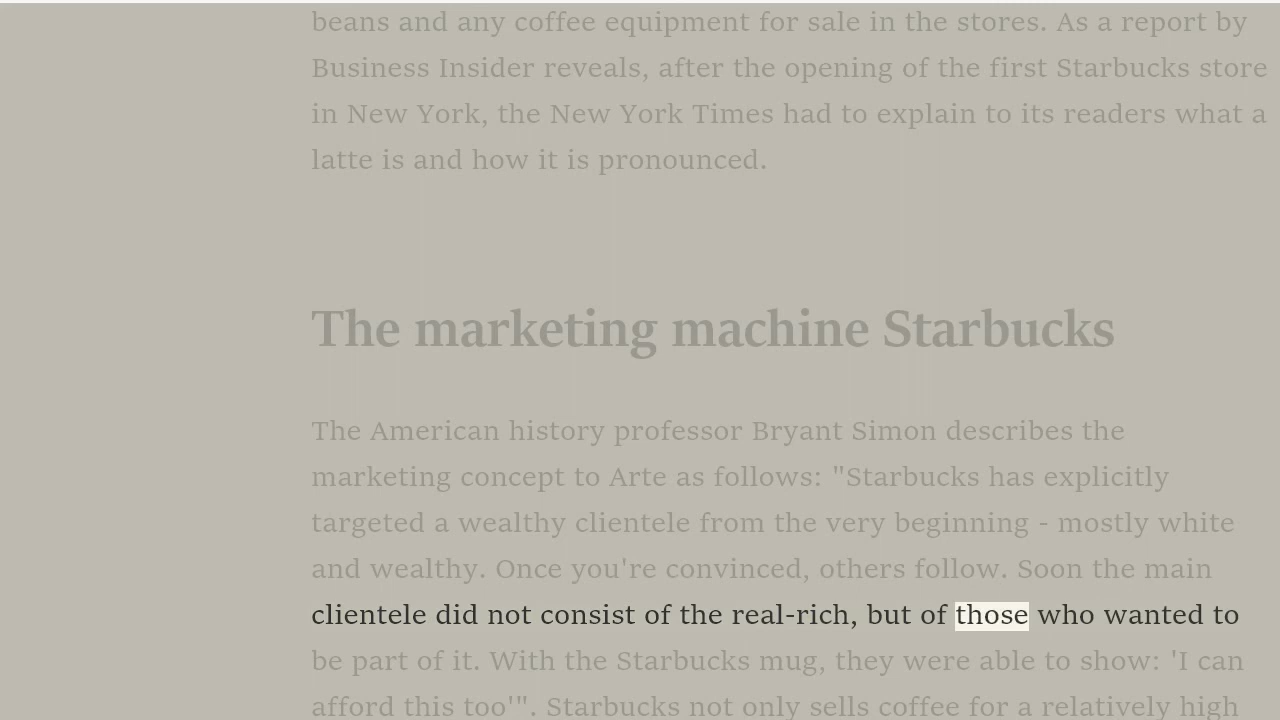 beans and any coffee equipment for sale in the stores. As a report by
Business Insider reveals, after the opening of the first Starbucks store
in New York, the New York Times had to explain to its readers what a
latte is and how it is pronounced.
The marketing machine Starbucks
The American history professor Bryant Simon describes the
marketing concept to Arte as follows: "Starbucks has explicitly
targeted a wealthy clientele from the very beginning - mostly white
and wealthy. Once you're convinced, others follow. Soon the main
clientele did not consist of the real-rich, but of those who wanted to
be part of it. With the Starbucks mug, they were able to show: 'I can
afford this too'". Starbucks not only sells coffee for a relatively high